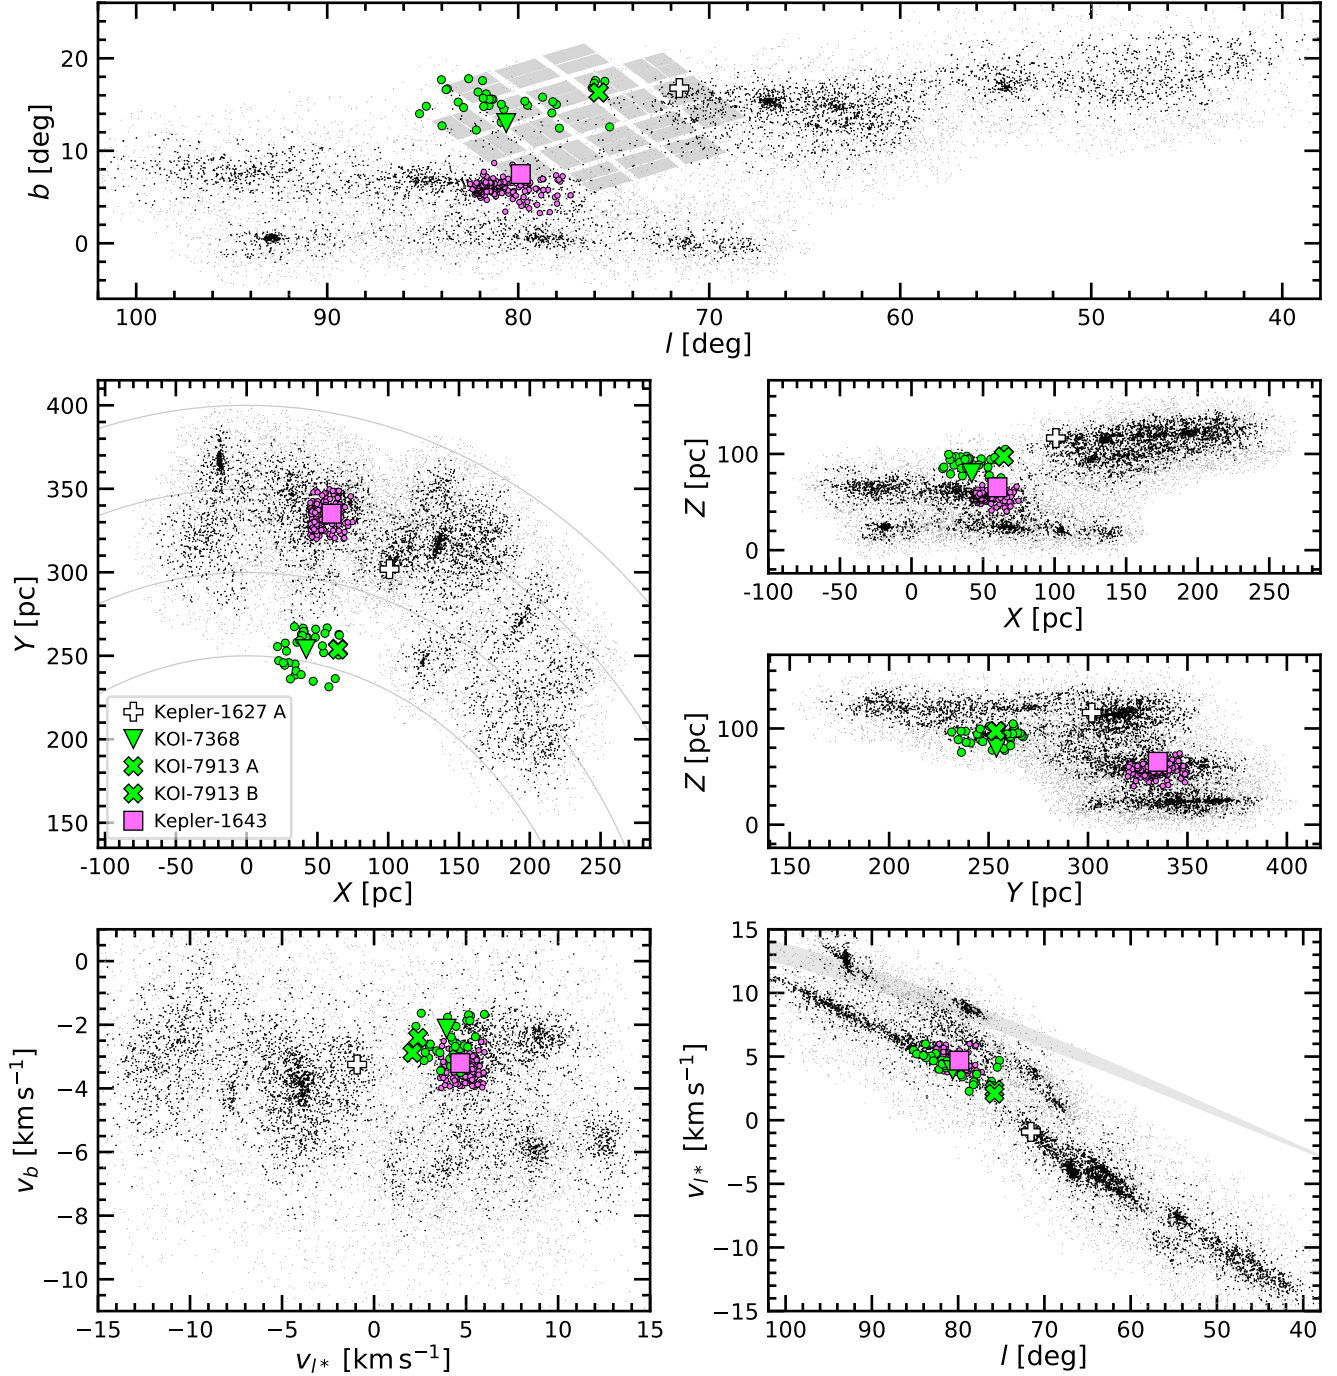 20
10
0
b [deg]
100 90 80 70 60 50 40
l [deg]
400
350
300
250
200
150
Y [pc]
Kepler-1627 A
KOI-7368
KOI-7913 A
KOI-7913 B
Kepler-1643
-100 -50 0 50 100 150 200 250
X [pc]
100
0
Z [pc]
-100 -50 0 50 100 150 200 250
X [pc]
100
0
Z [pc]
150 200 250 300 350 400
Y [pc]
0
−2
−4
−6
−8
−10
v_b [km s⁻¹]
−15 −10 −5 0 5 10 15
v_{l*} [km s⁻¹]
15
10
5
0
−5
−10
−15
v_{l*} [km s⁻¹]
100 90 80 70 60 50 40
l [deg]